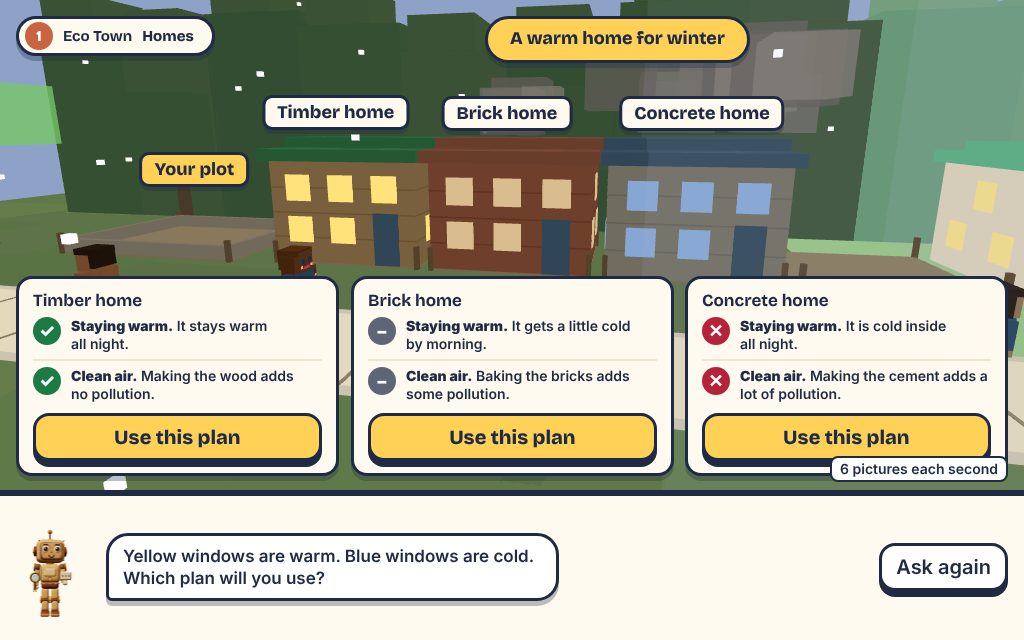 1 Eco Town Homes
A warm home for winter
Timber home
Brick home
Concrete home
Your plot
Timber home
Staying warm. It stays warm
all night.
Clean air. Making the wood adds
no pollution.
Use this plan
Brick home
Staying warm. It gets a little cold
by morning.
Clean air. Baking the bricks adds
some pollution.
Use this plan
Concrete home
Staying warm. It is cold inside
all night.
Clean air. Making the cement adds a
lot of pollution.
Use this plan
6 pictures each second
Yellow windows are warm. Blue windows are cold.
Which plan will you use?
Ask again